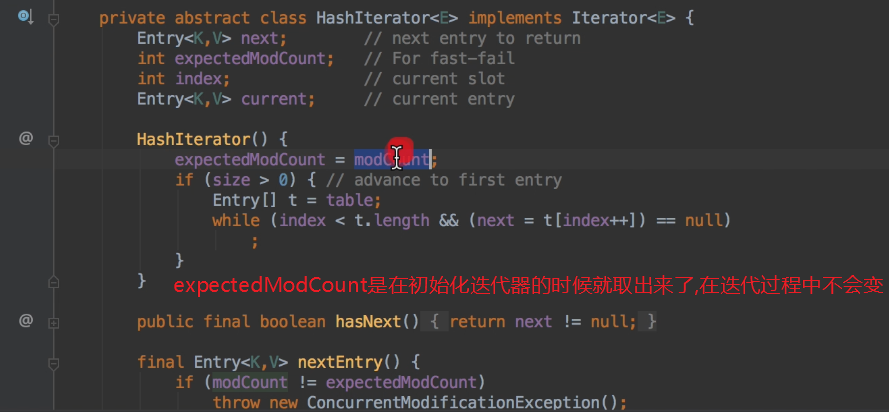 private abstract class HashIterator<E> implements Iterator<E> {
Entry<K,V> next;        // next entry to return
int expectedModCount;   // For fast-fail
int index;              // current slot
Entry<K,V> current;     // current entry
HashIterator() {
expectedModCount = modCount;
if (size > 0) { // advance to first entry
Entry[] t = table;
while (index < t.length && (next = t[index++]) == null)
;
}
}
expectedModCount是在初始化迭代器的时候就取出来了,在迭代过程中不会变
public final boolean hasNext() { return next != null; }
final Entry<K,V> nextEntry() {
if (modCount != expectedModCount)
throw new ConcurrentModificationException();